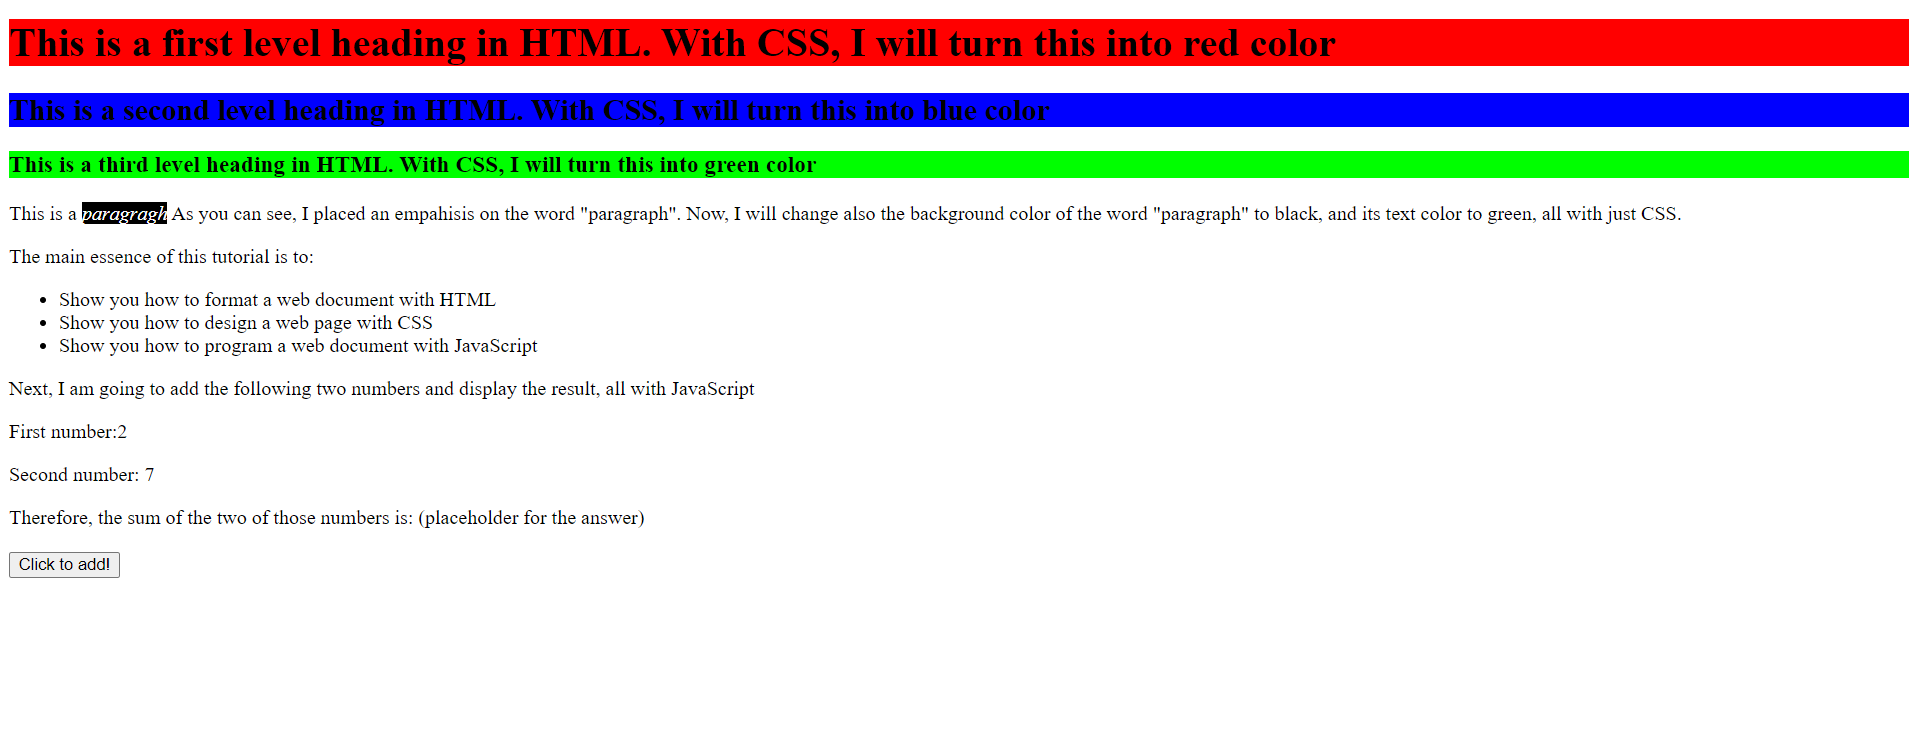 This is a first level heading in HTML. With CSS, I will turn this into red color
This is a second level heading in HTML. With CSS, I will turn this into blue color
This is a third level heading in HTML. With CSS, I will turn this into green color
This is a paragragh As you can see, I placed an empahisis on the word "paragraph". Now, I will change also the background color of the word "paragraph" to black, and its text color to green, all with just CSS.
The main essence of this tutorial is to:
• Show you how to format a web document with HTML
• Show you how to design a web page with CSS
• Show you how to program a web document with JavaScript
Next, I am going to add the following two numbers and display the result, all with JavaScript
First number:2
Second number: 7
Therefore, the sum of the two of those numbers is: (placeholder for the answer)
Click to add!